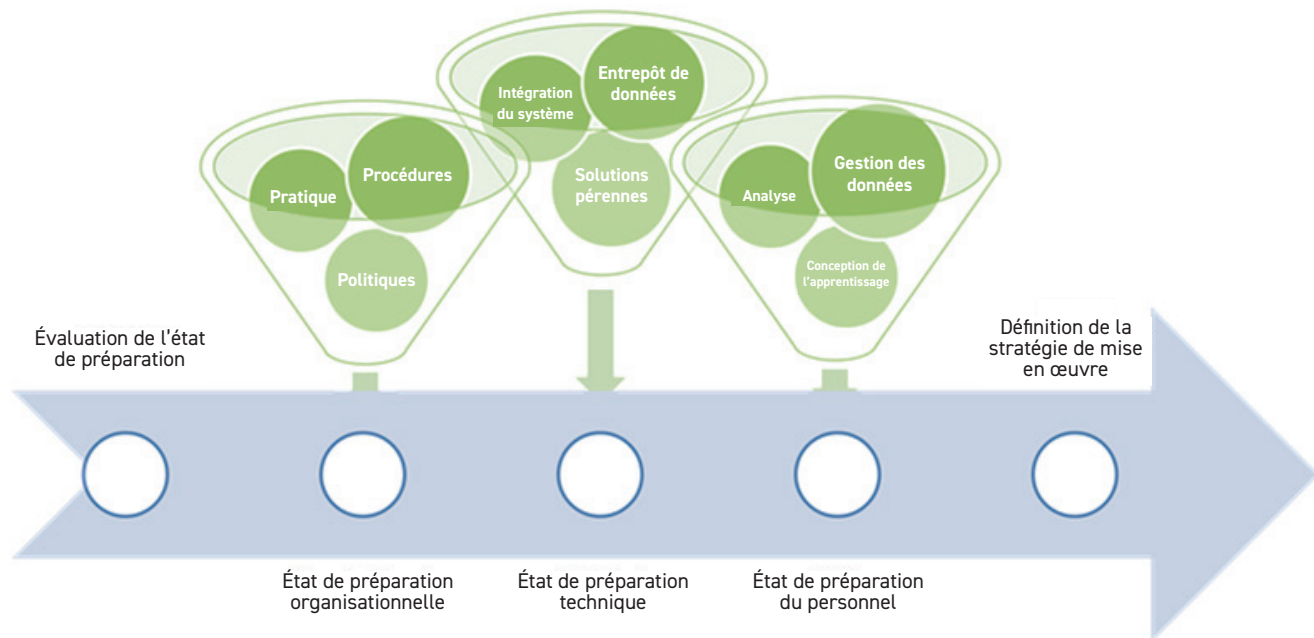 Intégration
du système
Entrepôt de
données
Solutions
pérennes
Pratique
Procédures
Politiques
Analyse
Gestion des
données
Conception de
l'apprentissage
Évaluation de l'état
de préparation
Définition de la
stratégie de mise
en œuvre
État de préparation
organisationnelle
État de préparation
technique
État de préparation
du personnel